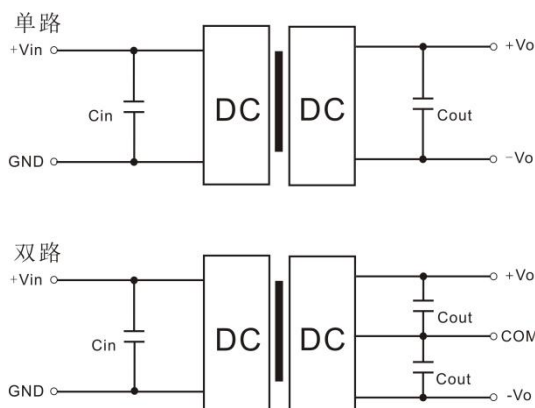 单路
+Vin
+Vo
DC DC
Cin
Cout
GND
-Vo
双路
+Vin
+Vo
Cout
DC DC
COM
Cin
Cout
GND
-Vo